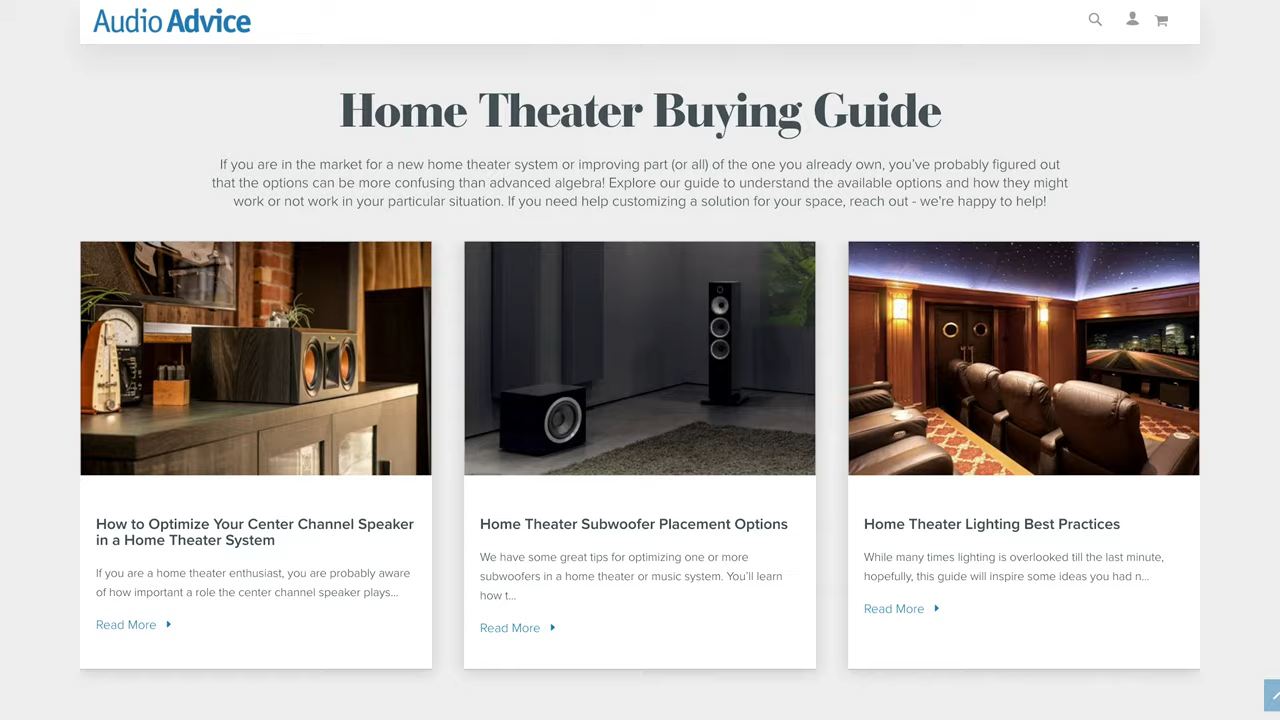 Audio Advice
Home Theater Buying Guide
If you are in the market for a new home theater system or improving part (or all) of the one you already own, you've probably figured out
that the options can be more confusing than advanced algebra! Explore our guide to understand the available options and how they might
work or not work in your particular situation. If you need help customizing a solution for your space, reach out - we're happy to help!
How to Optimize Your Center Channel Speaker
in a Home Theater System
If you are a home theater enthusiast, you are probably aware
of how important a role the center channel speaker plays...
Read More
Home Theater Subwoofer Placement Options
We have some great tips for optimizing one or more
subwoofers in a home theater or music system. You'll learn
how t...
Read More
Home Theater Lighting Best Practices
While many times lighting is overlooked till the last minute,
hopefully, this guide will inspire some ideas you had n...
Read More